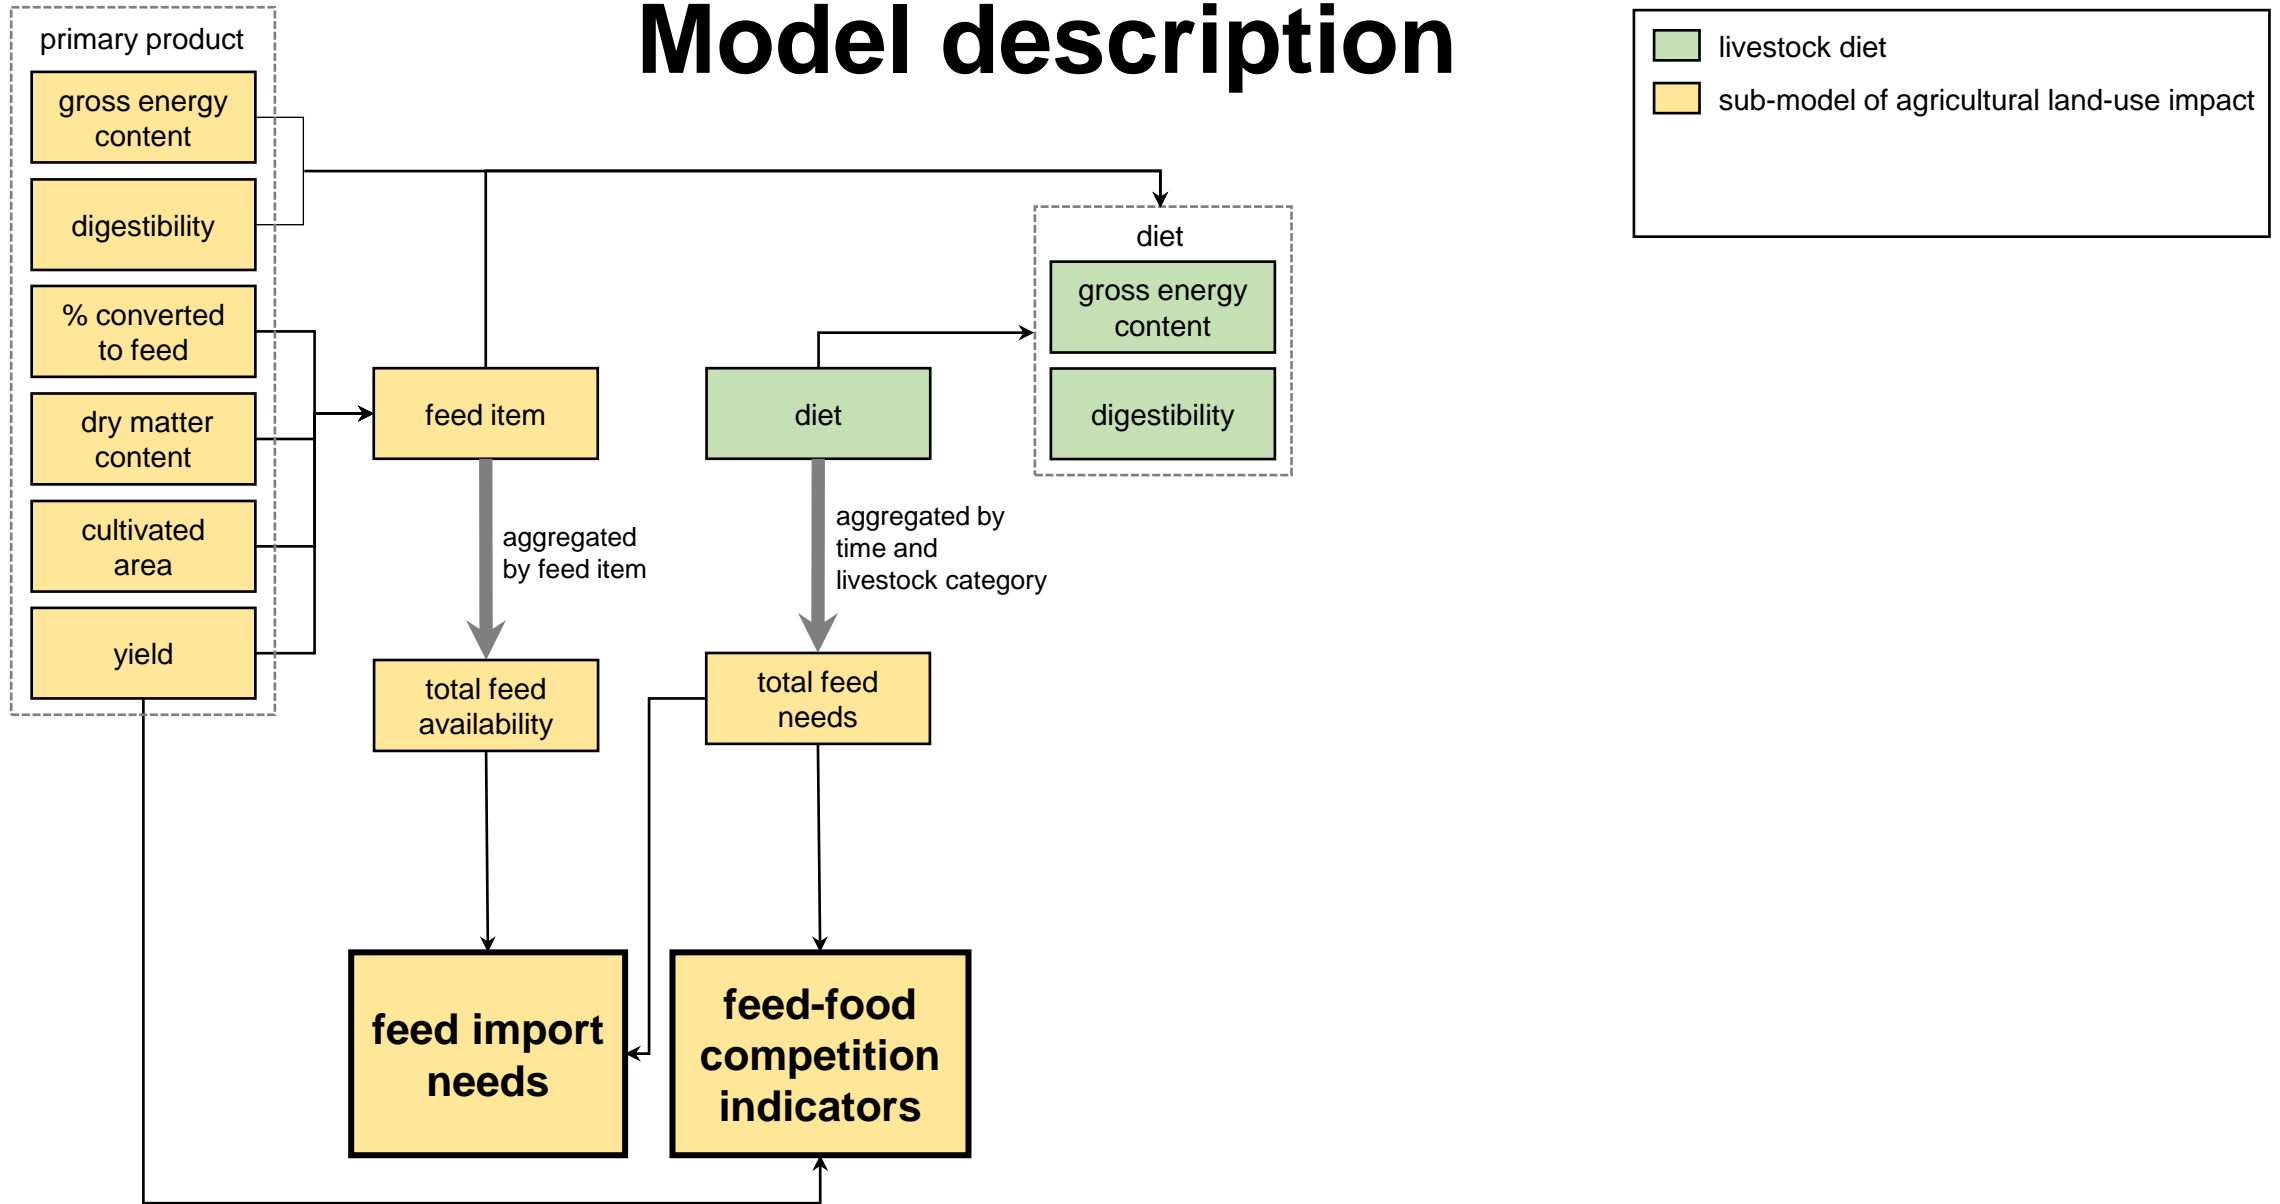 Model description
primary product
gross energy
content
digestibility
% converted
to feed
dry matter
content
cultivated
area
yield
feed item
aggregated
by feed item
total feed
availability
feed import
needs
diet
aggregated by
time and
livestock category
total feed
needs
feed-food
competition
indicators
diet
gross energy
content
digestibility
livestock diet
sub-model of agricultural land-use impact